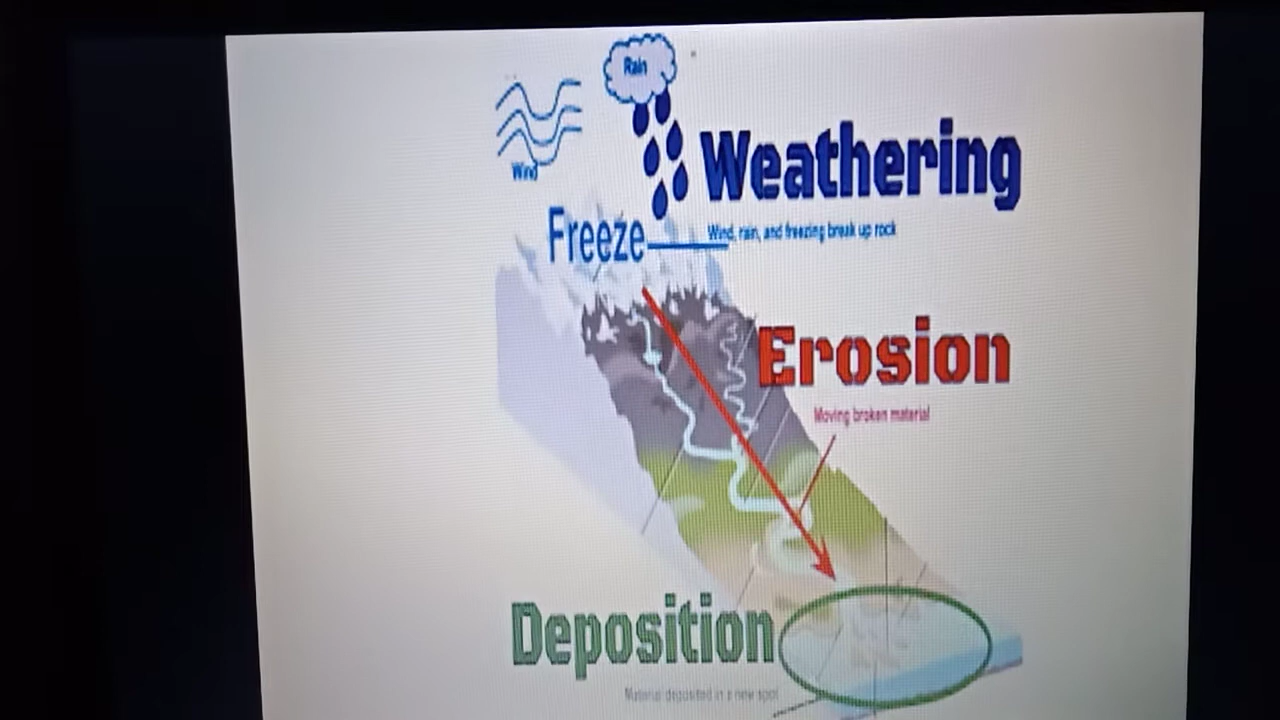 Rain
Wind
Weathering
Freeze
Wind, rain, and freezing break up rock
Erosion
Moving broken material
Deposition
Material deposited in a new spot